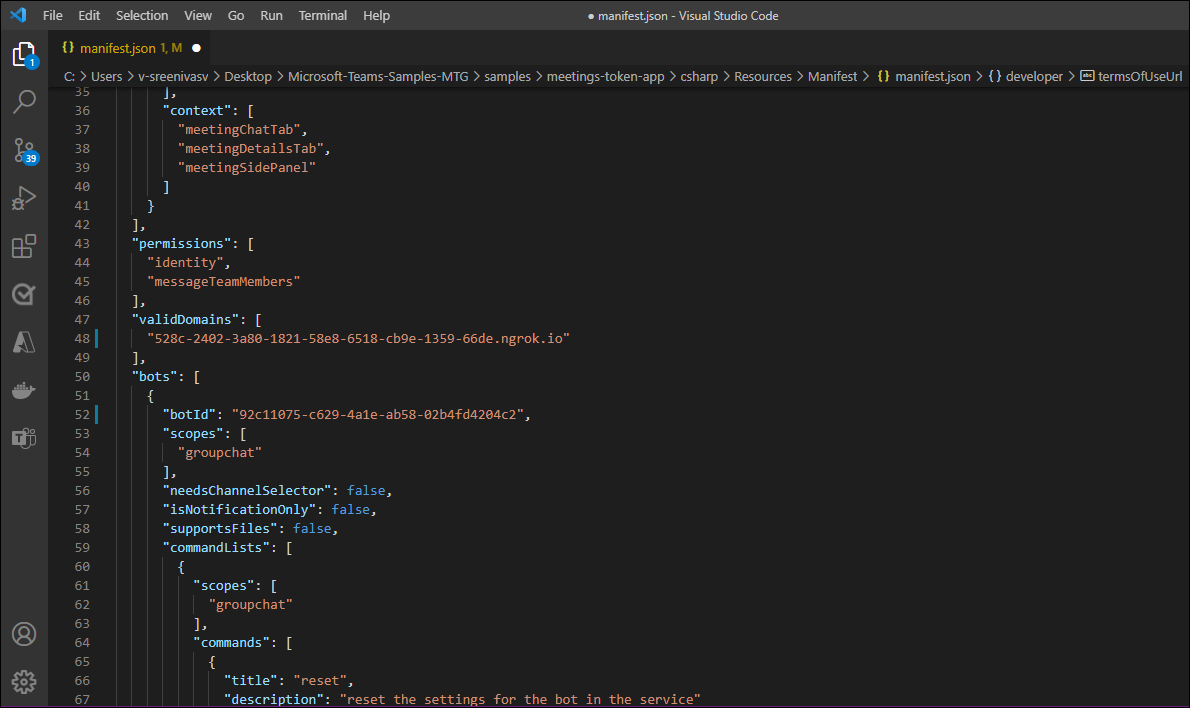 File Edit Selection View Go Run Terminal Help ● manifest.json - Visual Studio Code
{} manifest.json 1, M ●
C: > Users > v-sreenivasv > Desktop > Microsoft-Teams-Samples-MTG > samples > meetings-token-app > csharp > Resources > Manifest > {} manifest.json > {} developer > abc termsOfUseUrl
35 ],
36 "context": [
37 "meetingChatTab",
38 "meetingDetailsTab",
39 "meetingSidePanel"
40 ]
41 }
42 ],
43 "permissions": [
44 "identity",
45 "messageTeamMembers"
46 ],
47 "validDomains": [
48 "528c-2402-3a80-1821-58e8-6518-cb9e-1359-66de.ngrok.io"
49 ],
50 "bots": [
51 {
52 "botId": "92c11075-c629-4a1e-ab58-02b4fd4204c2",
53 "scopes": [
54 "groupchat"
55 ],
56 "needsChannelSelector": false,
57 "isNotificationOnly": false,
58 "supportsFiles": false,
59 "commandLists": [
60 {
61 "scopes": [
62 "groupchat"
63 ],
64 "commands": [
65 {
66 "title": "reset",
67 "description": "reset the settings for the bot in the service"
1
39